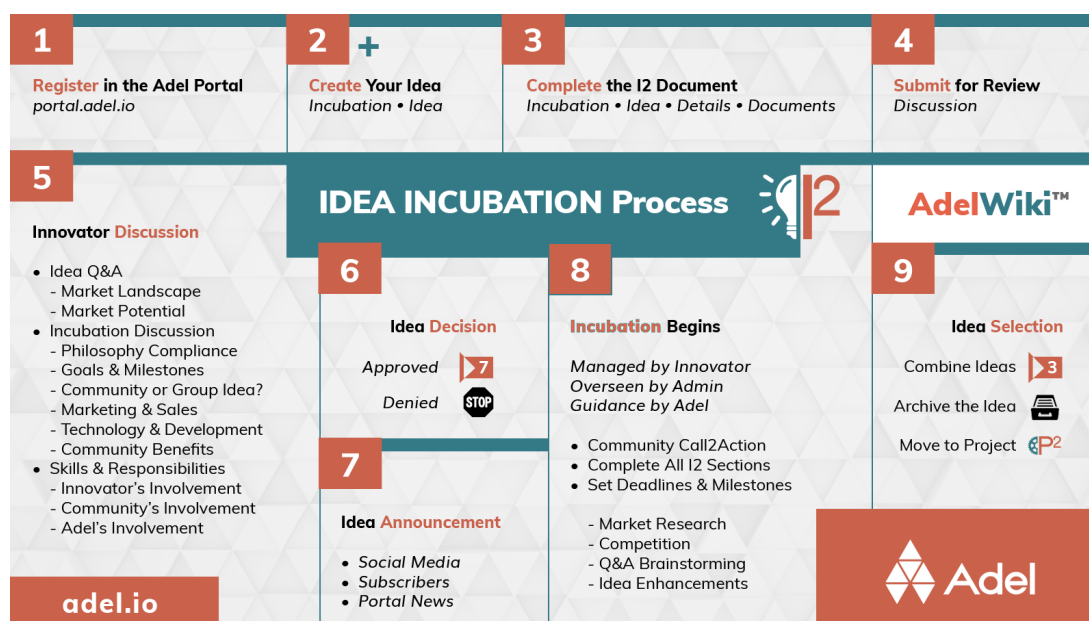 1
Register in the Adel Portal
portal.adel.io
2
+
Create Your Idea
Incubation • Idea
3
Complete the I2 Document
Incubation • Idea • Details • Documents
4
Submit for Review
Discussion
5
Innovator Discussion
• Idea Q&A
- Market Landscape
- Market Potential
• Incubation Discussion
- Philosophy Compliance
- Goals & Milestones
- Community or Group Idea?
- Marketing & Sales
- Technology & Development
- Community Benefits
• Skills & Responsibilities
- Innovator's Involvement
- Community's Involvement
- Adel's Involvement
adel.io
IDEA INCUBATION Process
I2
AdelWiki™
6
Idea Decision
Approved 7
Denied STOP
7
Idea Announcement
• Social Media
• Subscribers
• Portal News
8
Incubation Begins
Managed by Innovator
Overseen by Admin
Guidance by Adel
• Community Call2Action
• Complete All I2 Sections
• Set Deadlines & Milestones
- Market Research
- Competition
- Q&A Brainstorming
- Idea Enhancements
9
Idea Selection
Combine Ideas 3
Archive the Idea
Move to Project P2
Adel